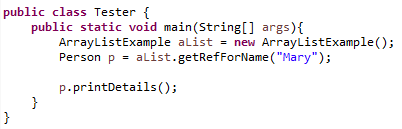 public class Tester {
    public static void main(String[] args){
        ArrayListExample aList = new ArrayListExample();
        Person p = aList.getRefForName("Mary");

        p.printDetails();
    }
}